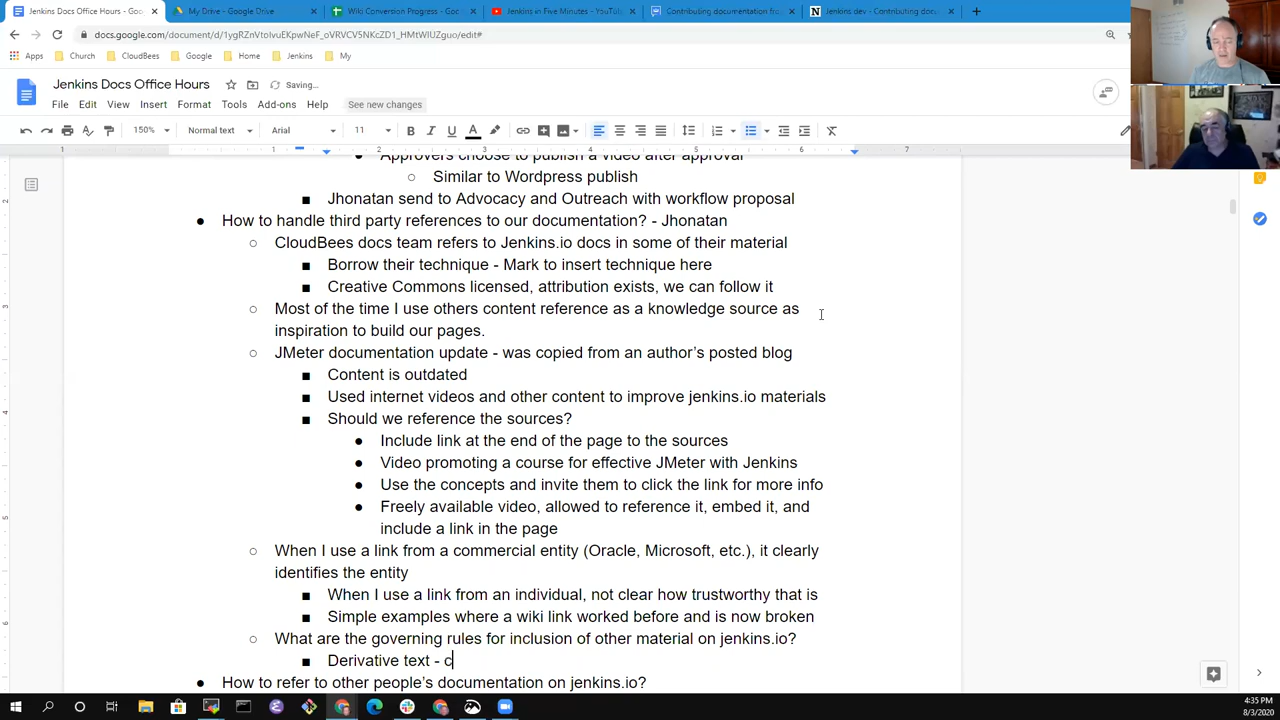 Jenkins Docs Office Hours - Goo
My Drive - Google Drive
Wiki Conversion Progress - Goo
Jenkins in Five Minutes - YouTu
Contributing documentation from
Jenkins dev - Contributing docu
docs.google.com/document/d/1ygRZnVtoIvuEKpwNeF_oVRVCV5NKcZD1_HMtWlUZguo/edit#
Apps
Church
CloudBees
Google
Home
Jenkins
My
Jenkins Docs Office Hours
Saving...
File Edit View Insert Format Tools Add-ons Help See new changes
150% Normal text Arial 11
1 1 2 3 4 5 6 7
Approvers choose to publish a video after approval
Similar to Wordpress publish
Jhonatan send to Advocacy and Outreach with workflow proposal
How to handle third party references to our documentation? - Jhonatan
CloudBees docs team refers to Jenkins.io docs in some of their material
Borrow their technique - Mark to insert technique here
Creative Commons licensed, attribution exists, we can follow it
Most of the time I use others content reference as a knowledge source as
inspiration to build our pages.
JMeter documentation update - was copied from an author's posted blog
Content is outdated
Used internet videos and other content to improve jenkins.io materials
Should we reference the sources?
Include link at the end of the page to the sources
Video promoting a course for effective JMeter with Jenkins
Use the concepts and invite them to click the link for more info
Freely available video, allowed to reference it, embed it, and
include a link in the page
When I use a link from a commercial entity (Oracle, Microsoft, etc.), it clearly
identifies the entity
When I use a link from an individual, not clear how trustworthy that is
Simple examples where a wiki link worked before and is now broken
What are the governing rules for inclusion of other material on jenkins.io?
Derivative text - c
How to refer to other people's documentation on jenkins.io?
4:35 PM
8/3/2020